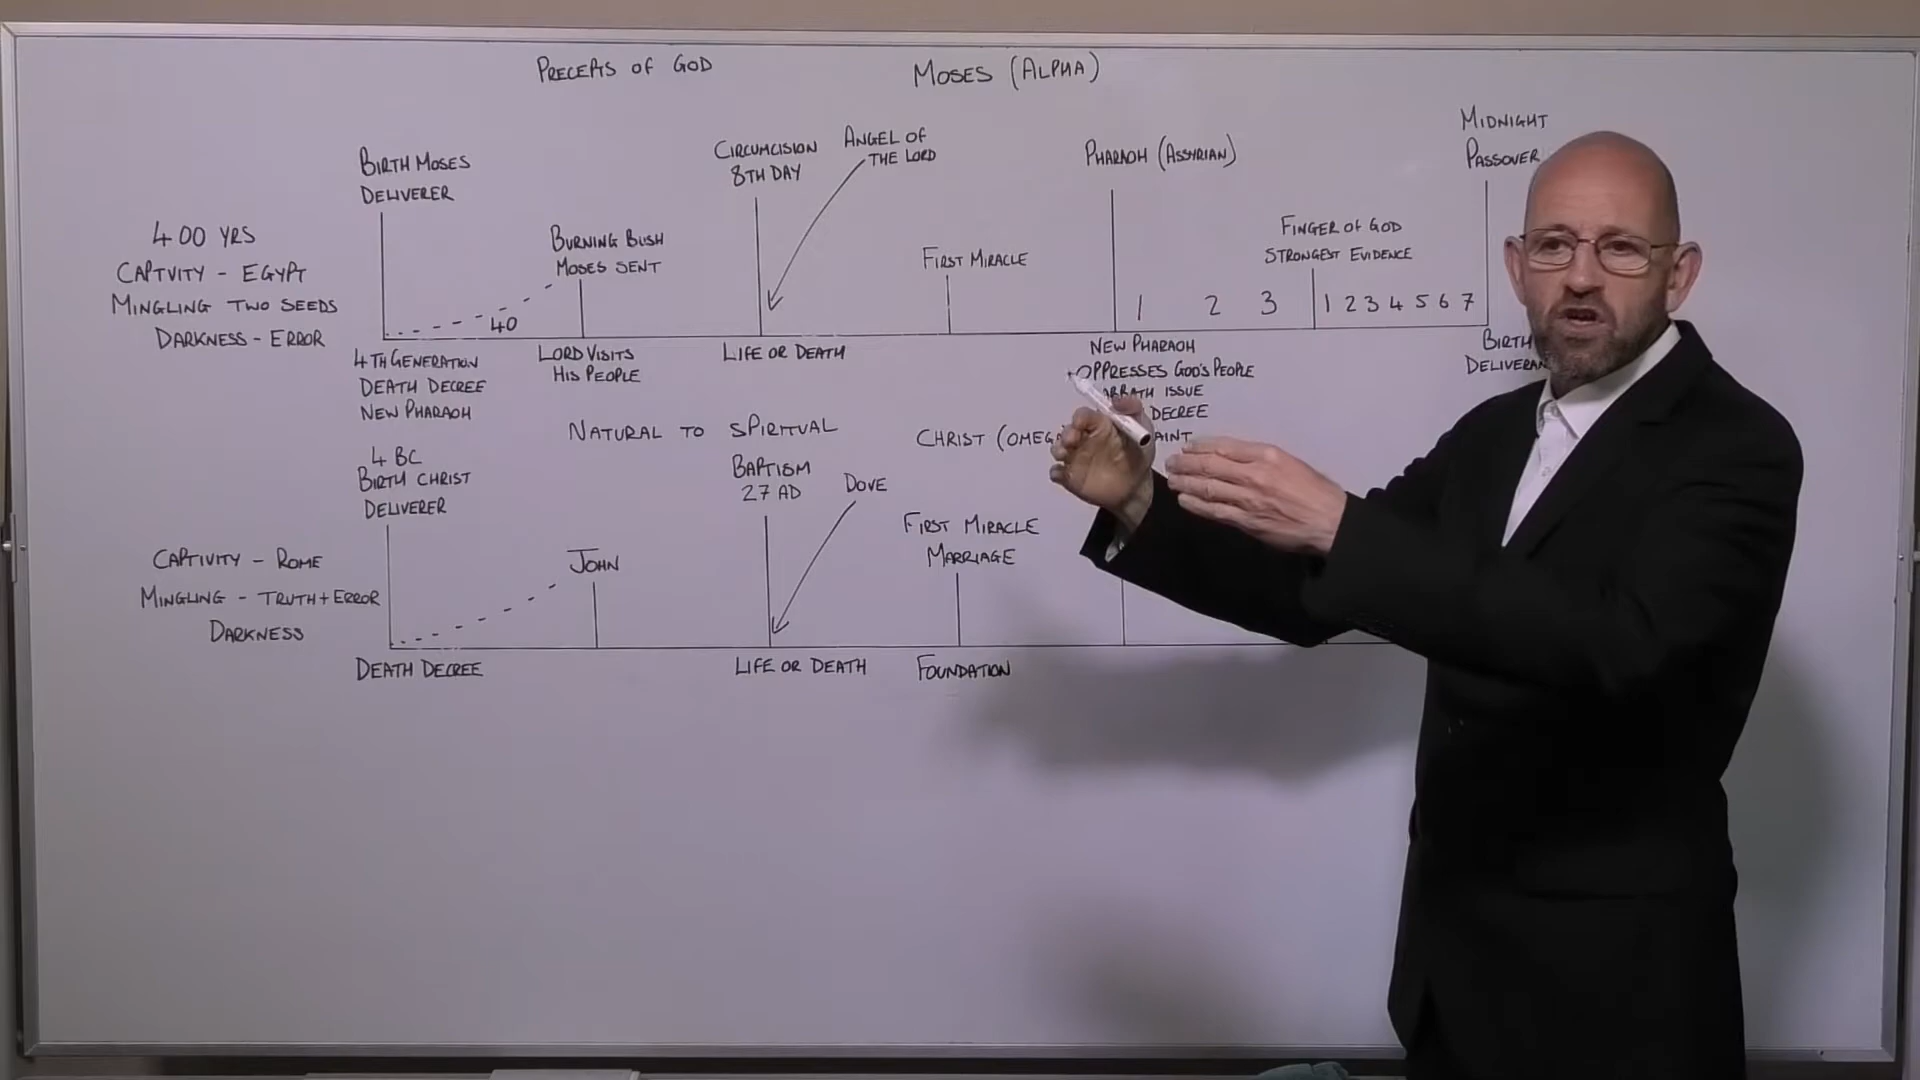 PRECEPTS OF GOD
MOSES (ALPHA)
MIDNIGHT
PASSOVER
BIRTH MOSES
DELIVERER
CIRCUMCISION
8TH DAY
ANGEL OF
THE LORD
PHARAOH (ASSYRIAN)
400 YRS
CAPTVITY - EGYPT
MINGLING TWO SEEDS
DARKNESS - ERROR
BURNING BUSH
MOSES SENT
FIRST MIRACLE
FINGER OF GOD
STRONGEST EVIDENCE
40
1 2 3
1 2 3 4 5 6 7
4TH GENERATION
DEATH DECREE
NEW PHARAOH
LORD VISITS
HIS PEOPLE
LIFE OR DEATH
NEW PHARAOH
OPPRESSES GOD'S PEOPLE
ISSUE
DECREE
BIRTH
NATURAL TO SPIRITUAL
CHRIST (OMEGA
4 BC
BIRTH CHRIST
DELIVERER
BAPTISM
27 AD
DOVE
FIRST MIRACLE
MARRIAGE
CAPTIVITY - ROME
MINGLING - TRUTH + ERROR
DARKNESS
JOHN
DEATH DECREE
LIFE OR DEATH
FOUNDATION